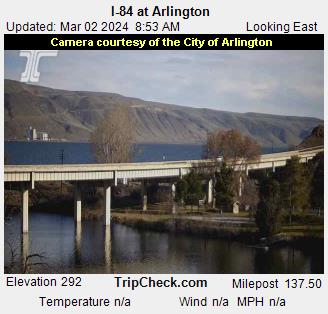 I-84 at Arlington
Updated: Mar 02 2024 8:53 AM Looking East
Camera courtesy of the City of Arlington
Elevation 292 TripCheck.com Milepost 137.50
Temperature n/a Wind n/a MPH n/a